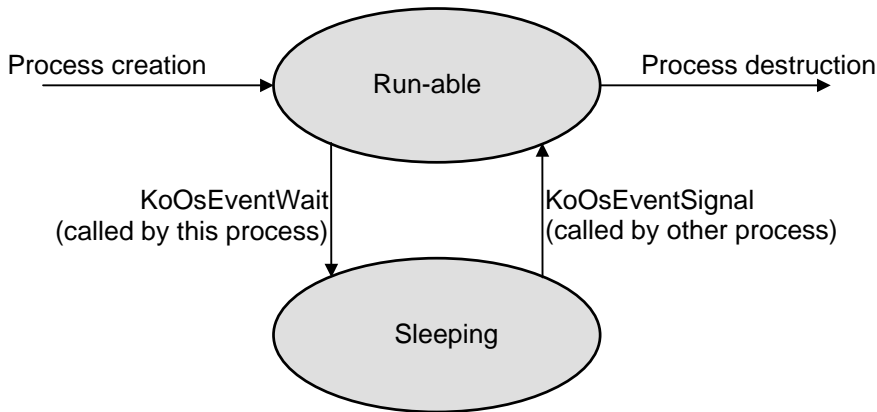 Process creation
Run-able
Process destruction
KoOsEventWait
(called by this process)
KoOsEventSignal
(called by other process)
Sleeping